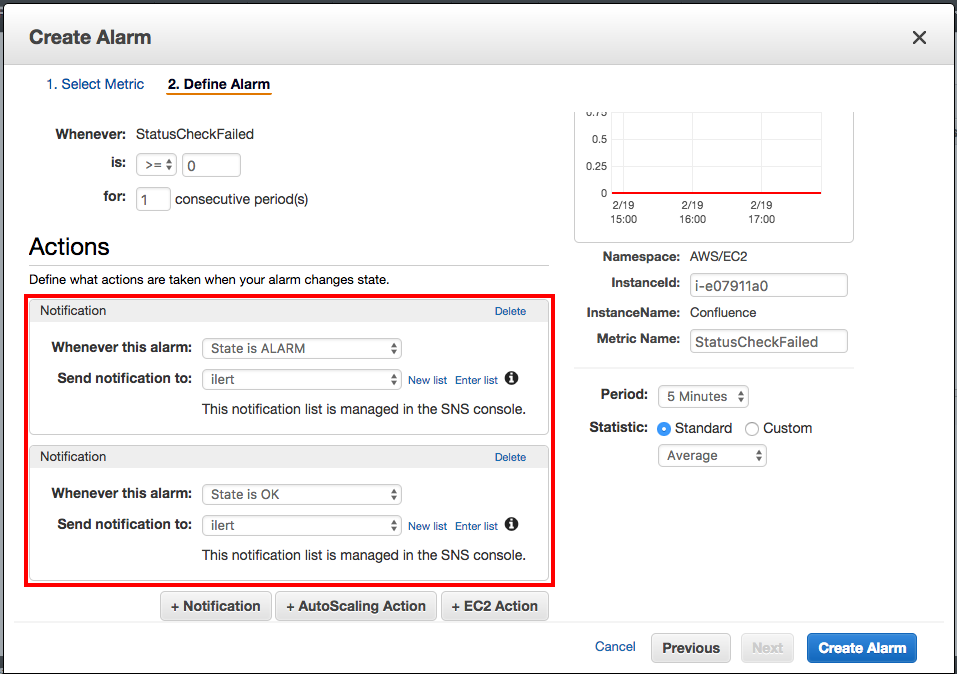 Create Alarm
1. Select Metric 2. Define Alarm
Whenever: StatusCheckFailed
is: >= 0
for: 1 consecutive period(s)
Actions
Define what actions are taken when your alarm changes state.
Notification Delete
Whenever this alarm: State is ALARM
Send notification to: ilert New list Enter list
This notification list is managed in the SNS console.
Notification Delete
Whenever this alarm: State is OK
Send notification to: ilert New list Enter list
This notification list is managed in the SNS console.
+ Notification + AutoScaling Action + EC2 Action
0.75
0.5
0.25
0
2/19 2/19 2/19
15:00 16:00 17:00
Namespace: AWS/EC2
InstanceId: i-e07911a0
InstanceName: Confluence
Metric Name: StatusCheckFailed
Period: 5 Minutes
Statistic: Standard Custom
Average
Cancel Previous Next Create Alarm